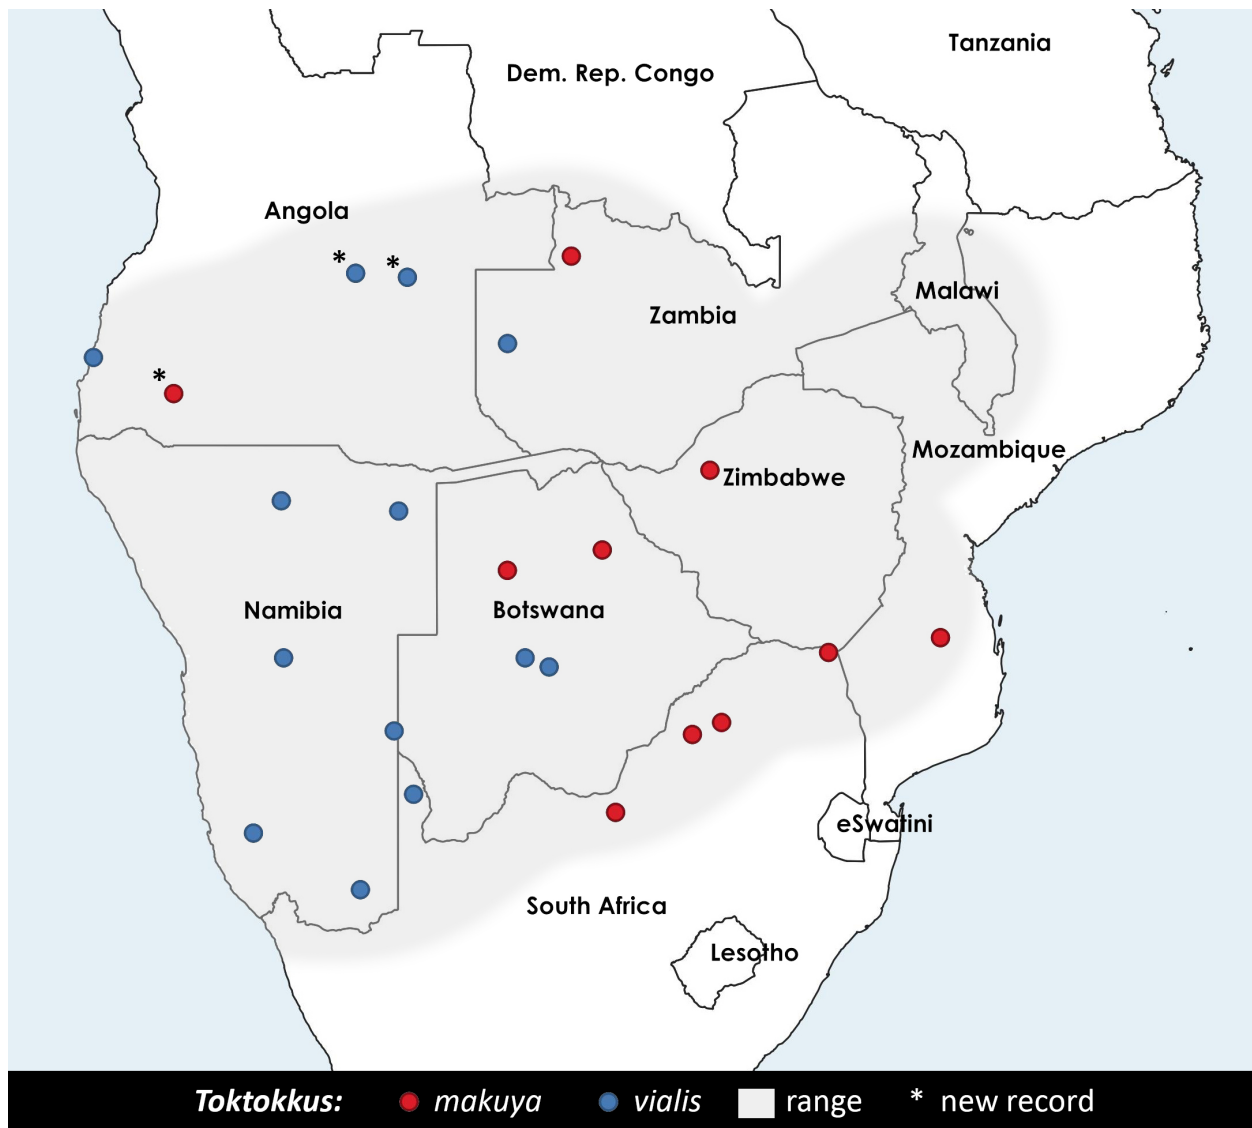 Tanzania
Dem. Rep. Congo
Angola
* *
Malawi
Zambia
*
Mozambique
Zimbabwe
Namibia
Botswana
eSwatini
South Africa
Lesotho
Toktokkus: makuya vialis range * new record